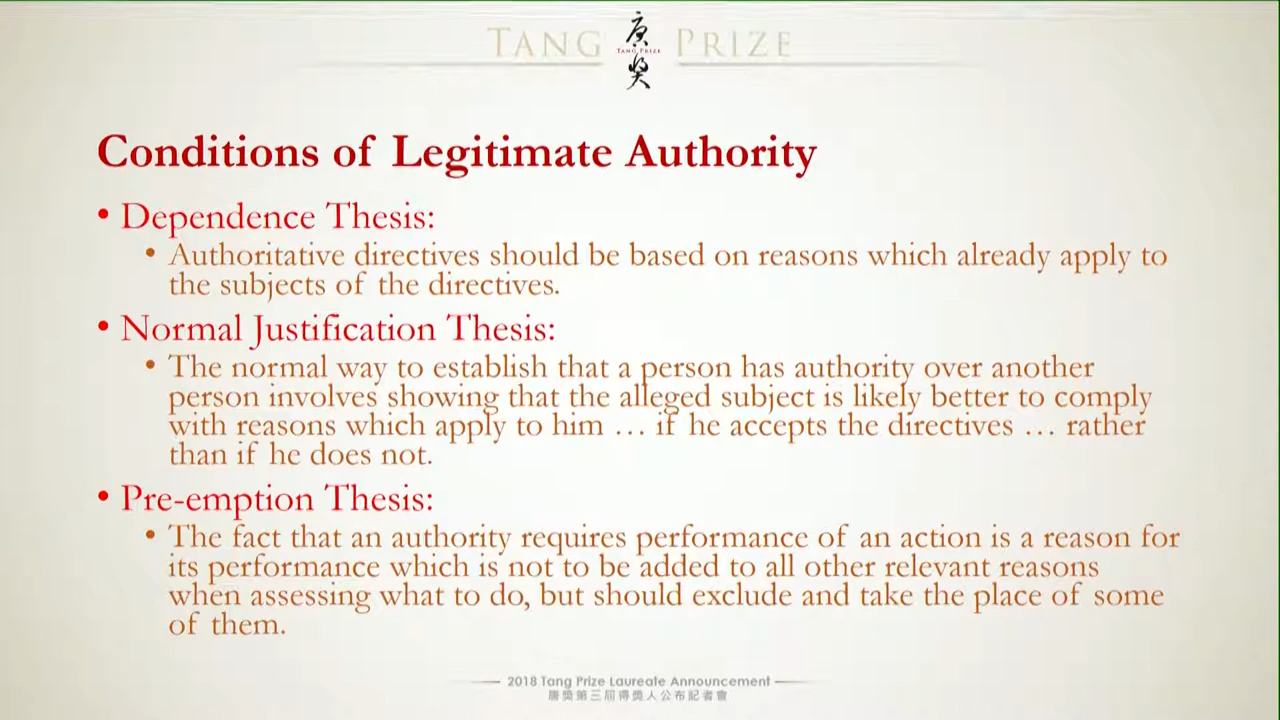 TANG 唐奖 PRIZE
TANG PRIZE
Conditions of Legitimate Authority
• Dependence Thesis:
• Authoritative directives should be based on reasons which already apply to
the subjects of the directives.
• Normal Justification Thesis:
• The normal way to establish that a person has authority over another
person involves showing that the alleged subject is likely better to comply
with reasons which apply to him … if he accepts the directives … rather
than if he does not.
• Pre-emption Thesis:
• The fact that an authority requires performance of an action is a reason for
its performance which is not to be added to all other relevant reasons
when assessing what to do, but should exclude and take the place of some
of them.
2018 Tang Prize Laureate Announcement
唐獎第三屆得獎人公布記者會